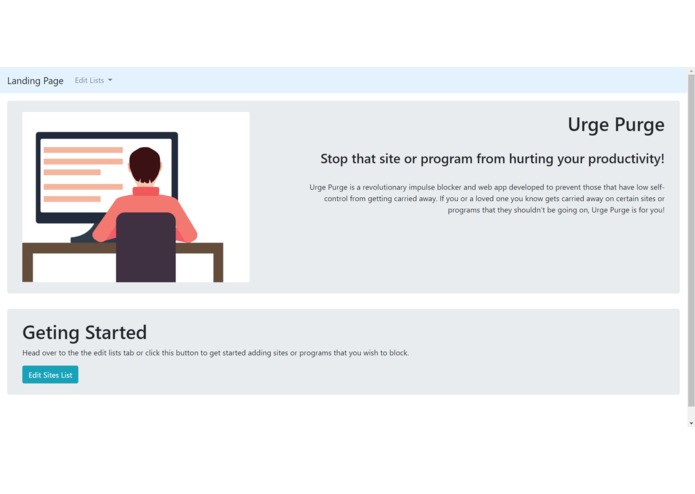 Landing Page
Edit Lists
Urge Purge
Stop that site or program from hurting your productivity!
Urge Purge is a revolutionary impulse blocker and web app developed to prevent those that have low self-
control from getting carried away. If you or a loved one you know gets carried away on certain sites or
programs that they shouldn't be going on, Urge Purge is for you!
Geting Started
Head over to the the edit lists tab or click this button to get started adding sites or programs that you wish to block.
Edit Sites List